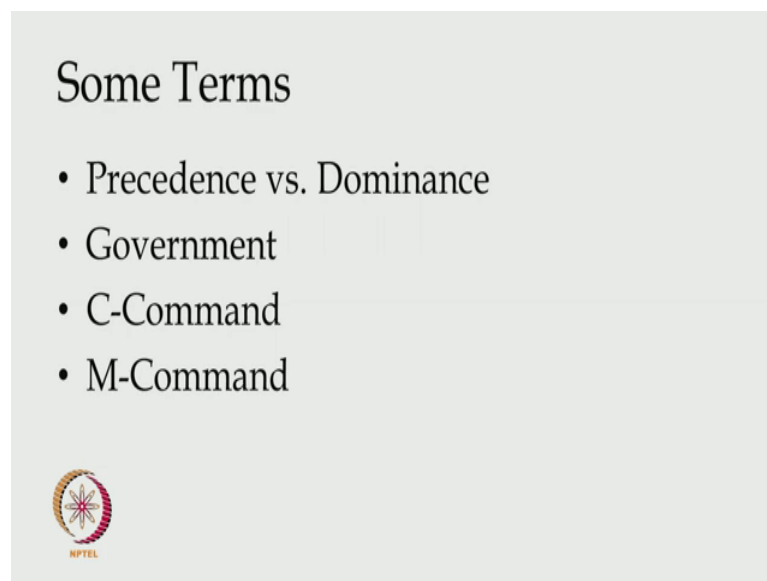 Some Terms
• Precedence vs. Dominance
• Government
• C-Command
• M-Command
NPTEL